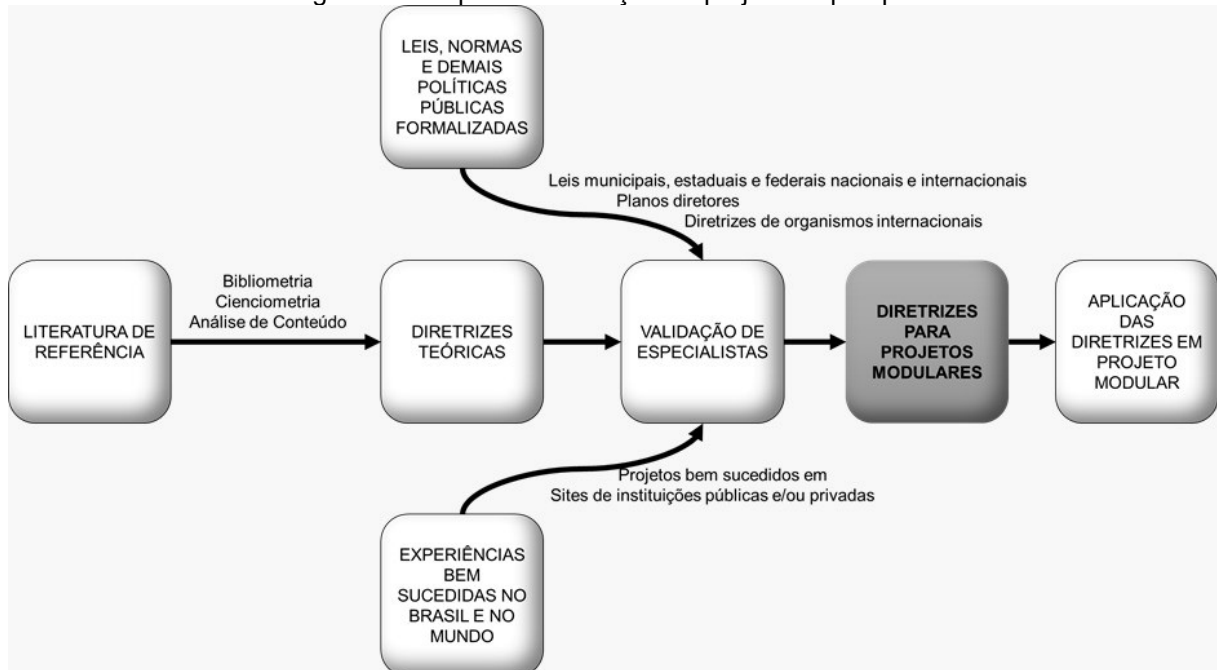 LEIS, NORMAS
E DEMAIS
POLÍTICAS
PÚBLICAS
FORMALIZADAS
Leis municipais, estaduais e federais nacionais e internacionais
Planos diretores
Diretrizes de organismos internacionais
LITERATURA DE
REFERÊNCIA
Bibliometria
Cienciometria
Análise de Conteúdo
DIRETRIZES
TEÓRICAS
VALIDAÇÃO DE
ESPECIALISTAS
DIRETRIZES
PARA
PROJETOS
MODULARES
APLICAÇÃO
DAS
DIRETRIZES EM
PROJETO
MODULAR
Projetos bem sucedidos em
Sites de instituições públicas e/ou privadas
EXPERIÊNCIAS
BEM
SUCEDIDAS NO
BRASIL E NO
MUNDO